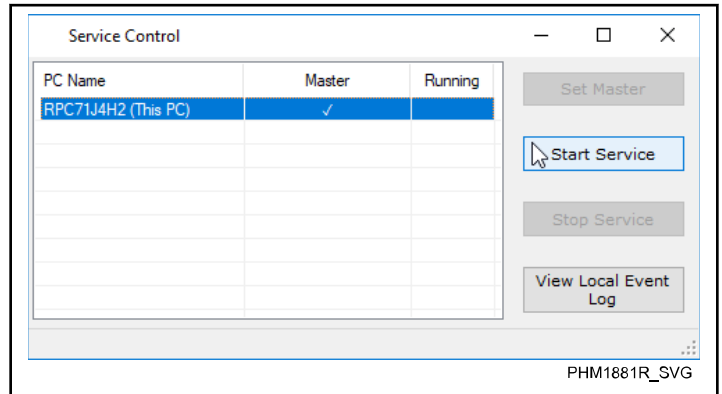 Service Control
PC Name Master Running
RPC71J4H2 (This PC) ✓
Set Master
Start Service
Stop Service
View Local Event
Log
PHM1881R_SVG